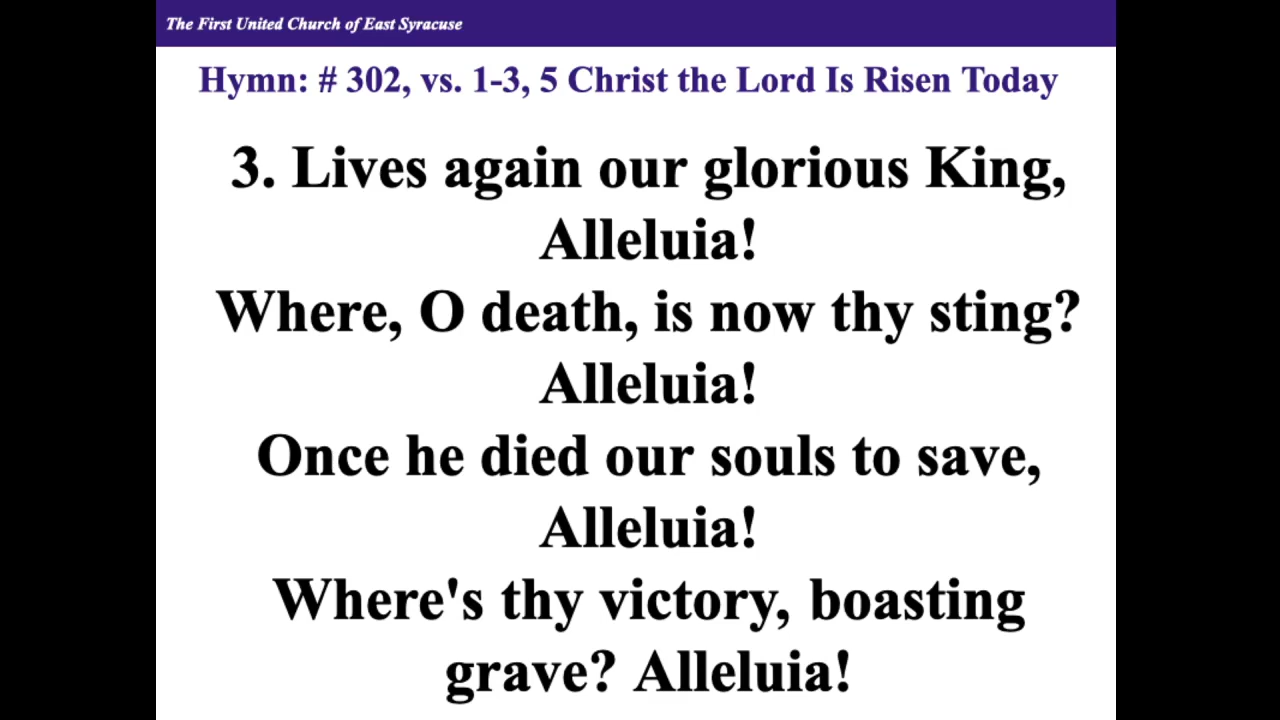 The First United Church of East Syracuse
Hymn: # 302, vs. 1-3, 5 Christ the Lord Is Risen Today
3. Lives again our glorious King,
Alleluia!
Where, O death, is now thy sting?
Alleluia!
Once he died our souls to save,
Alleluia!
Where's thy victory, boasting
grave? Alleluia!